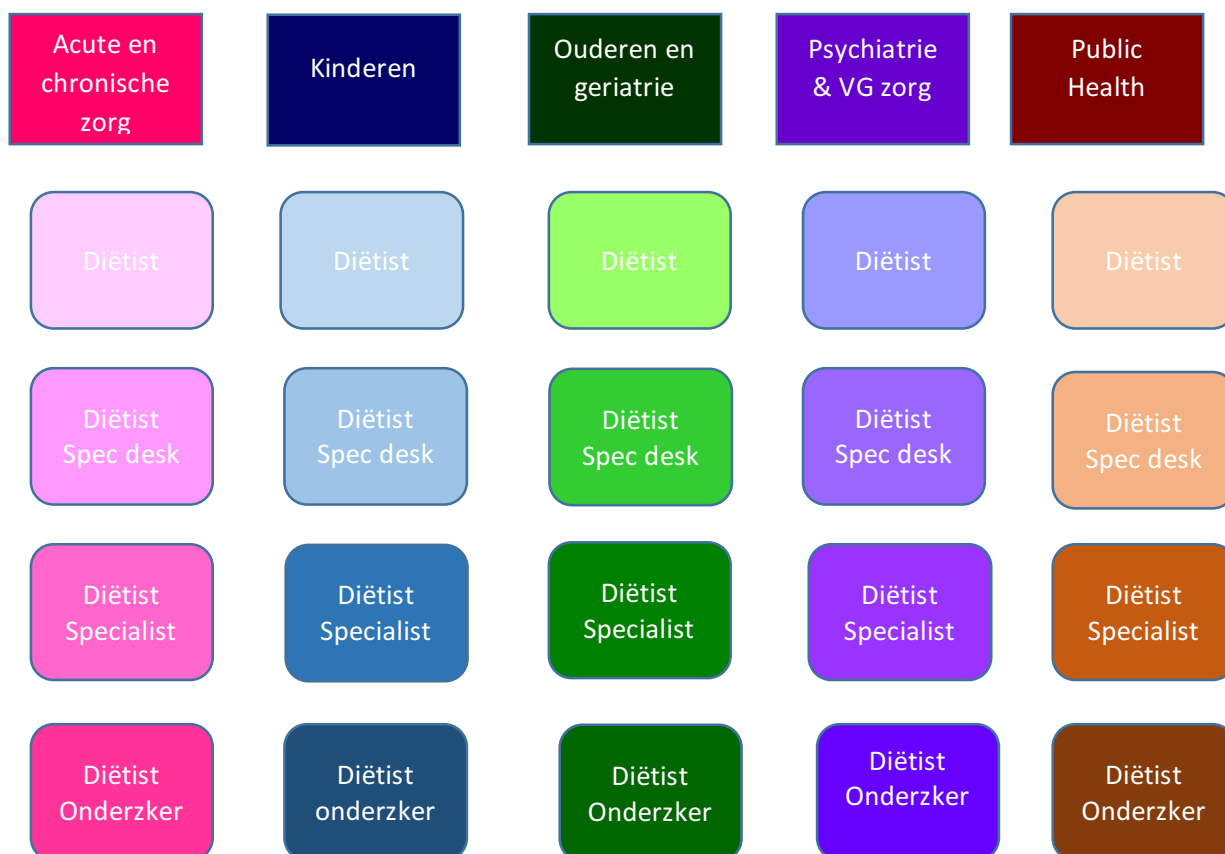 Acute en
chronische
zorg
Kinderen
Ouderen en
geriatrie
Psychiatrie
& VG zorg
Public
Health
Diëtist
Diëtist
Diëtist
Diëtist
Diëtist
Diëtist
Spec desk
Diëtist
Spec desk
Diëtist
Spec desk
Diëtist
Spec desk
Diëtist
Spec desk
Diëtist
Specialist
Diëtist
Specialist
Diëtist
Specialist
Diëtist
Specialist
Diëtist
Specialist
Diëtist
Onderzker
Diëtist
onderzker
Diëtist
Onderzker
Diëtist
Onderzker
Diëtist
Onderzker